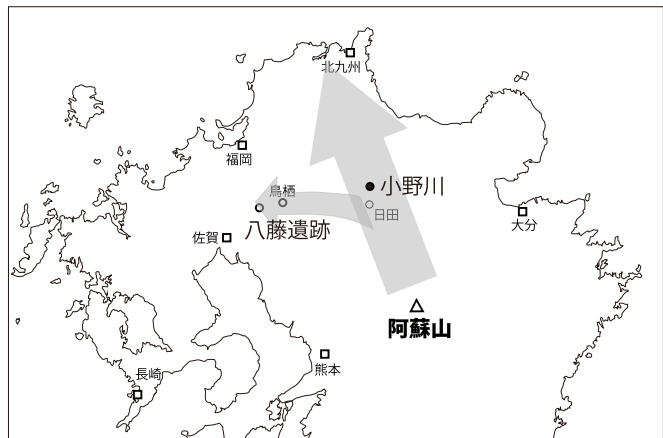 北九州
福岡
鳥栖
小野川
日田
八藤遺跡
佐賀
大分
阿蘇山
熊本
長崎